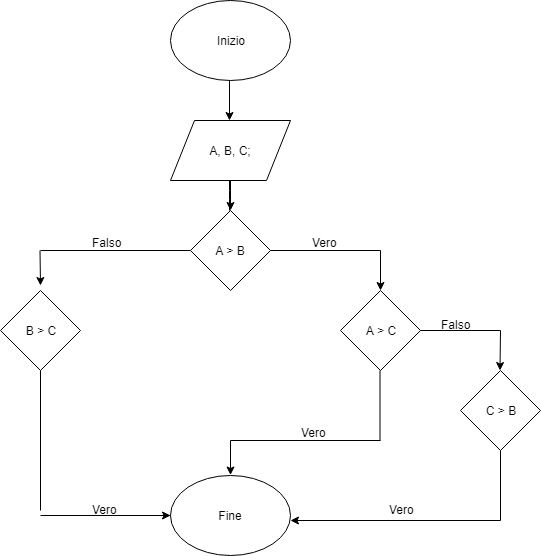 Inizio
A, B, C;
A > B
Falso
Vero
B > C
A > C
Falso
C > B
Vero
Vero
Vero
Fine